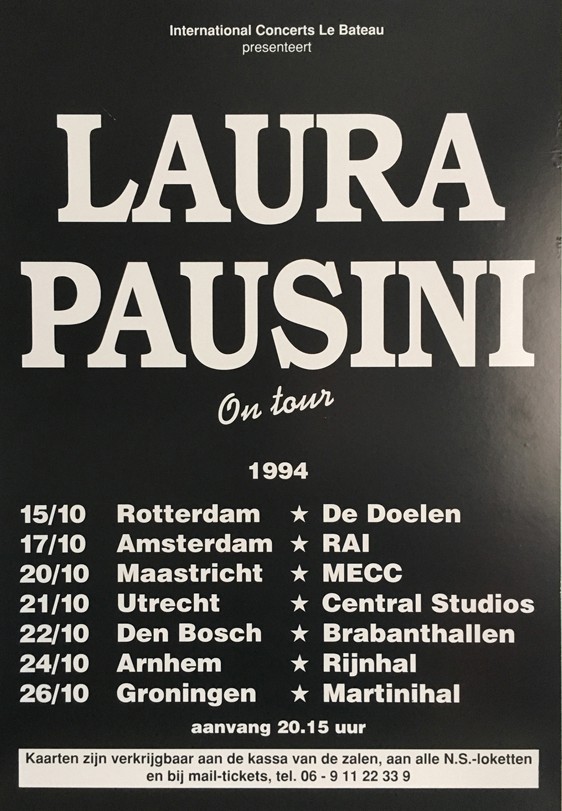 International Concerts Le Bateau
presenteert
LAURA
PAUSINI
On tour
1994
15/10 Rotterdam ★ De Doelen
17/10 Amsterdam ★ RAI
20/10 Maastricht ★ MECC
21/10 Utrecht ★ Central Studios
22/10 Den Bosch ★ Brabanthallen
24/10 Arnhem ★ Rijnhal
26/10 Groningen ★ Martinihal
aanvang 20.15 uur
Kaarten zijn verkrijgbaar aan de kassa van de zalen, aan alle N.S.-loketten
en bij mail-tickets, tel. 06 - 9 11 22 33 9